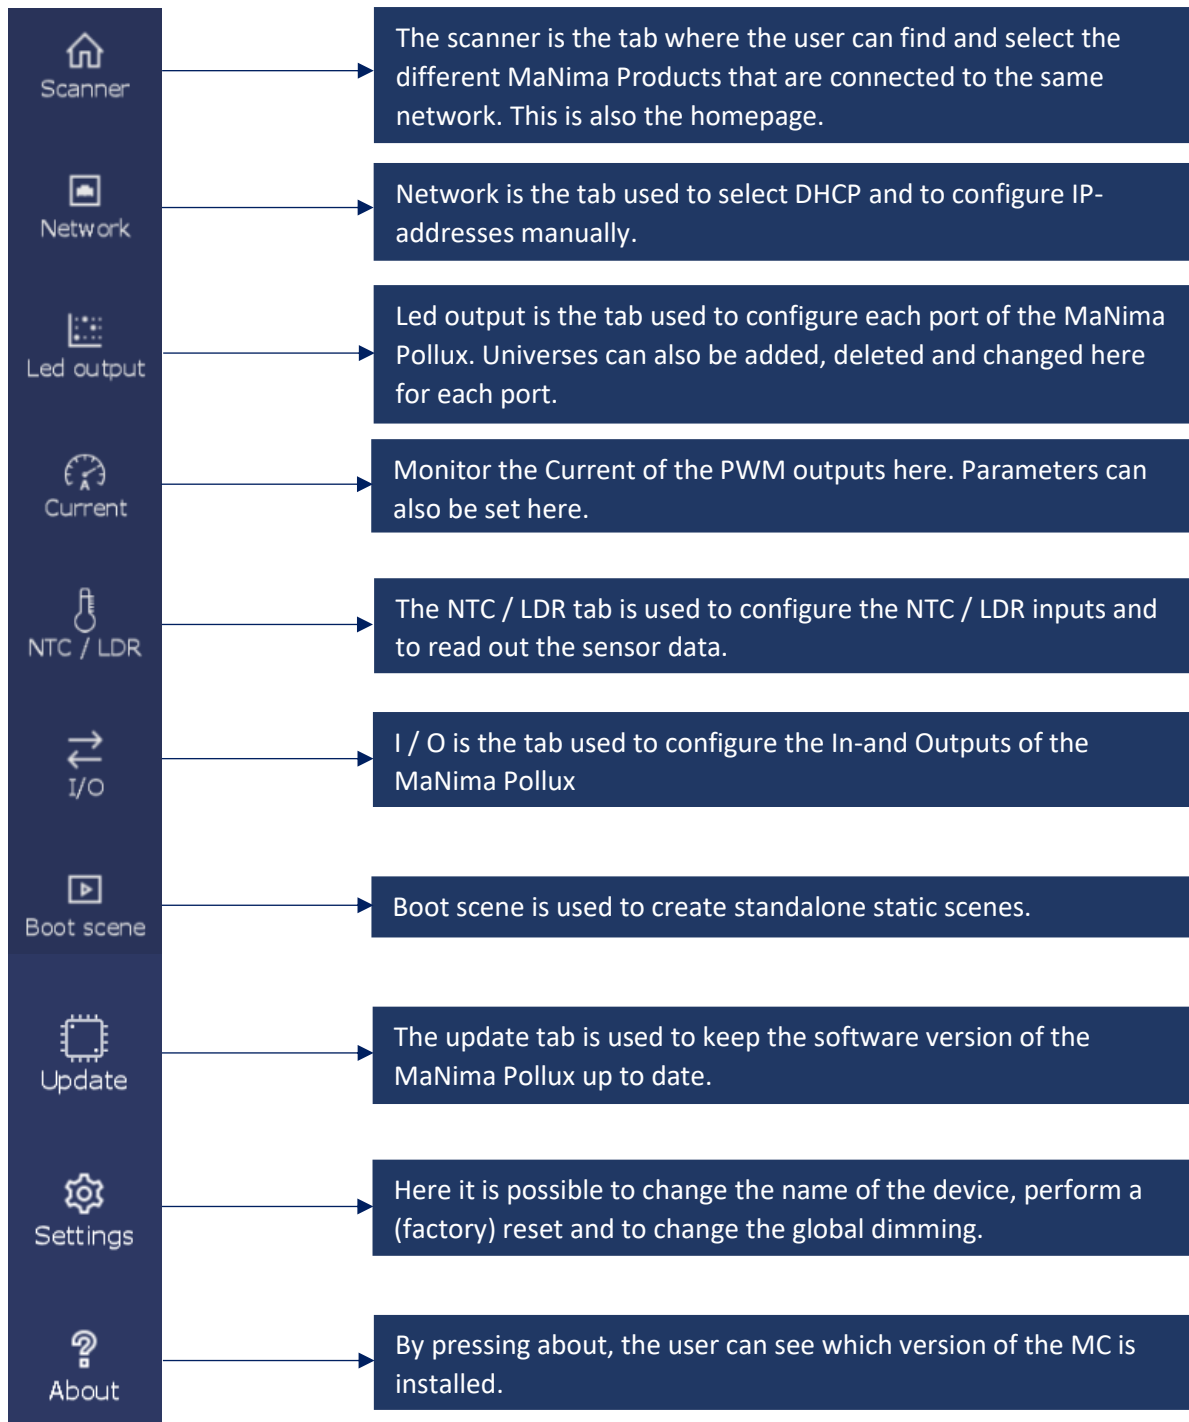 Scanner
The scanner is the tab where the user can find and select the
different MaNima Products that are connected to the same
network. This is also the homepage.
Network
Network is the tab used to select DHCP and to configure IP-
addresses manually.
Led output
Led output is the tab used to configure each port of the MaNima
Pollux. Universes can also be added, deleted and changed here
for each port.
A
Current
Monitor the Current of the PWM outputs here. Parameters can
also be set here.
NTC / LDR
The NTC / LDR tab is used to configure the NTC / LDR inputs and
to read out the sensor data.
I/O
I / O is the tab used to configure the In-and Outputs of the
MaNima Pollux
Boot scene
Boot scene is used to create standalone static scenes.
Update
The update tab is used to keep the software version of the
MaNima Pollux up to date.
Settings
Here it is possible to change the name of the device, perform a
(factory) reset and to change the global dimming.
?
About
By pressing about, the user can see which version of the MC is
installed.